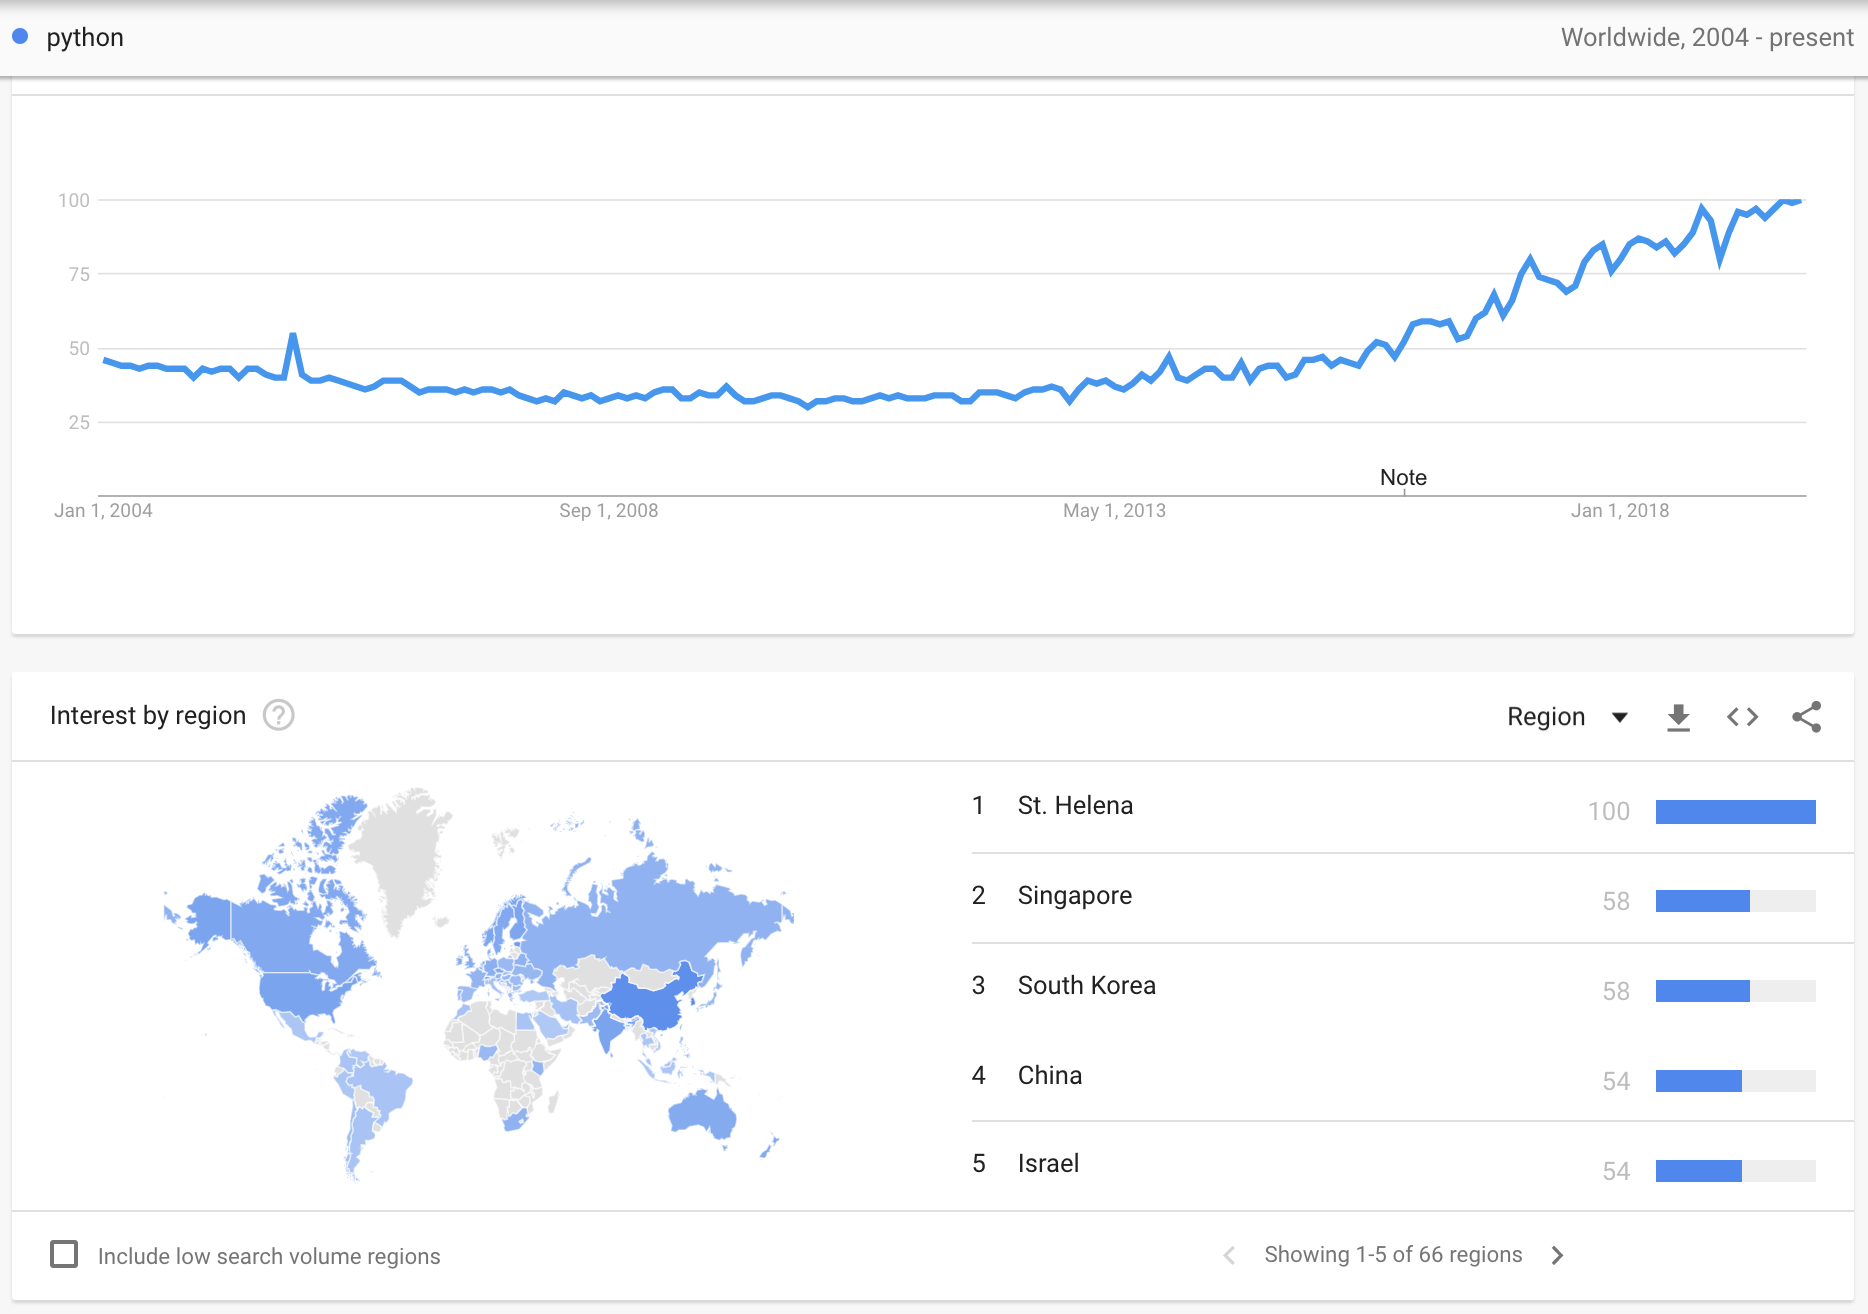 python
Worldwide, 2004 - present
100
75
50
25
Note
Jan 1, 2004
Sep 1, 2008
May 1, 2013
Jan 1, 2018
Interest by region ?
Region
1 St. Helena 100
2 Singapore 58
3 South Korea 58
4 China 54
5 Israel 54
Include low search volume regions
Showing 1-5 of 66 regions